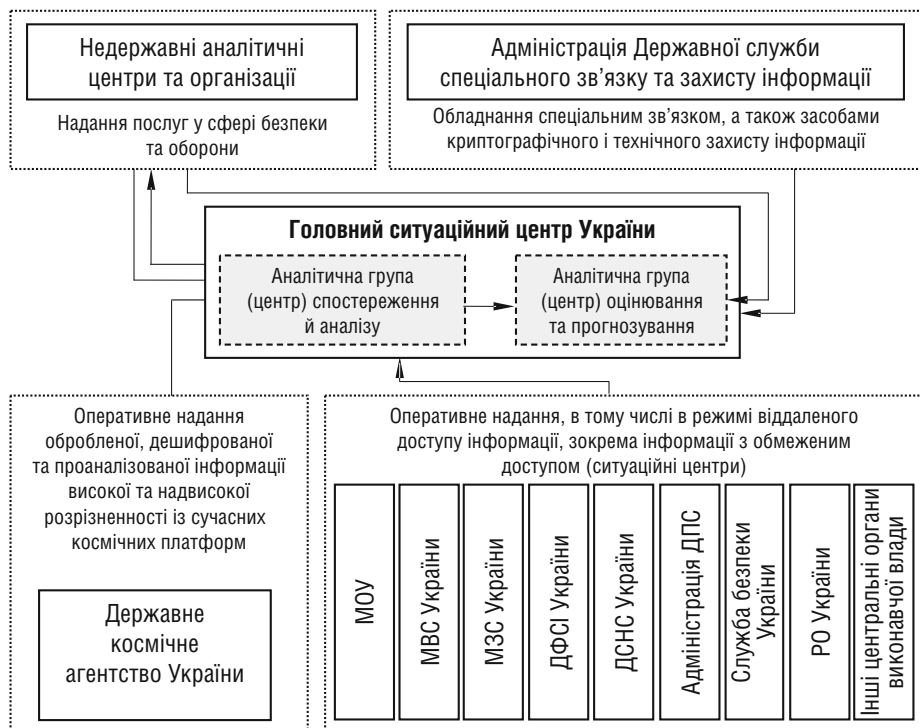 Недержавні аналітичні
центри та організації
Надання послуг у сфері безпеки
та оборони
Адміністрація Державної служби
спеціального зв’язку та захисту інформації
Обладнання спеціальним зв’язком, а також засобами
криптографічного і технічного захисту інформації
Головний ситуаційний центр України
Аналітична група
(центр) спостереження
й аналізу
Аналітична група
(центр) оцінювання
та прогнозування
Оперативне надання
обробленої, дешифрованої
та проаналізованої інформації
високої та надвисокої
розрізненності із сучасних
космічних платформ
Державне
космічне
агентство України
Оперативне надання, в тому числі в режимі віддаленого
доступу інформації, зокрема інформації з обмеженим
доступом (ситуаційні центри)
МОУ
МВС України
МЗС України
ДФСІ України
ДСНС України
Адміністрація ДПС
Служба безпеки
України
РО України
Інші центральні органи
виконавчої влади